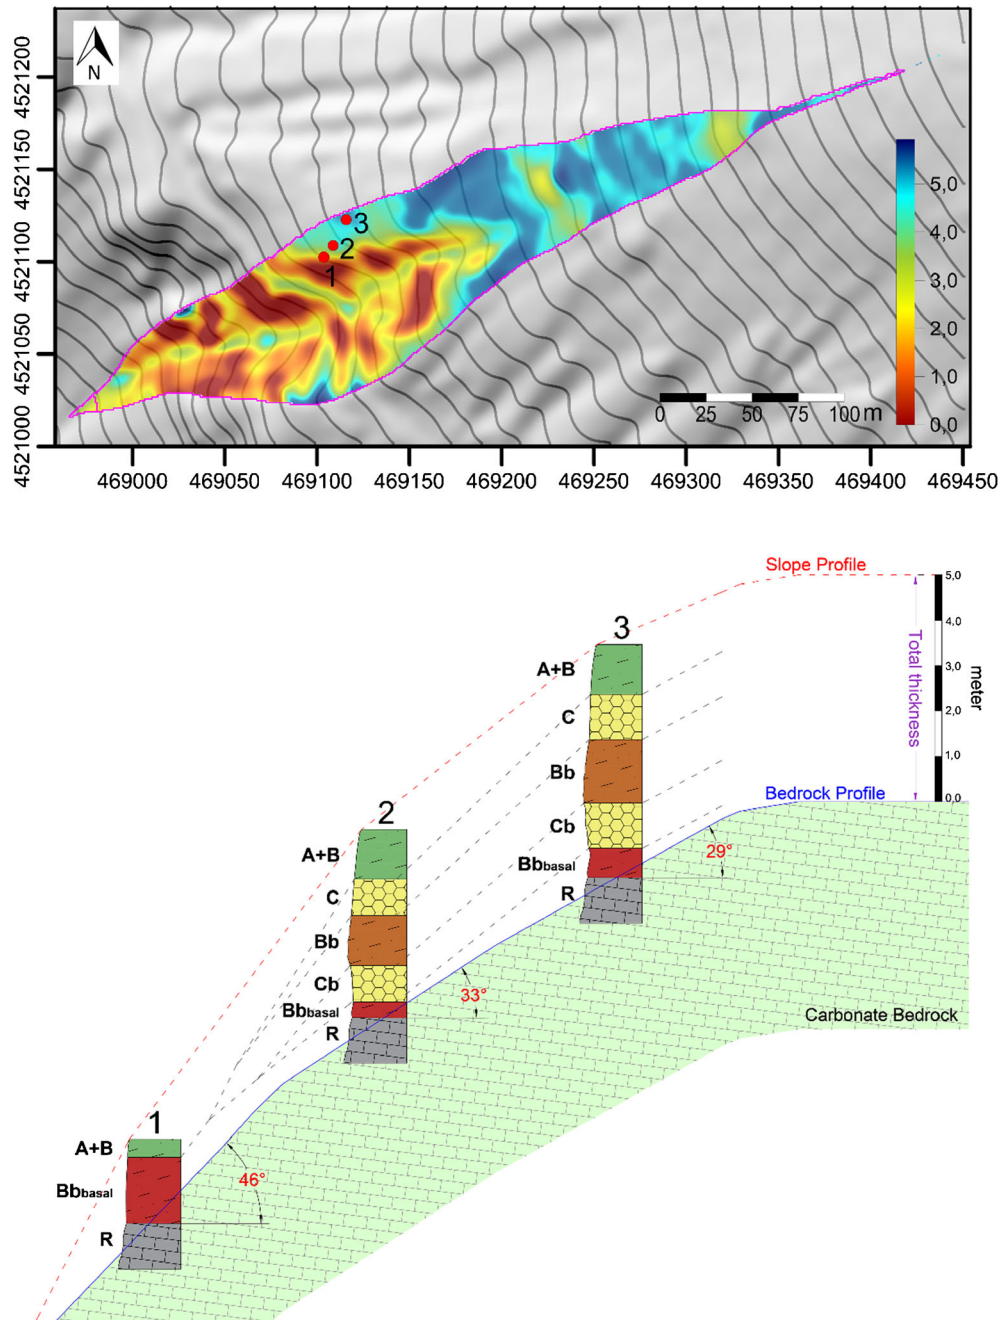 N
4521200
4521150
4521100
4521050
4521000
3
2
1
5,0
4,0
3,0
2,0
1,0
0,0
0 25 50 75 100 m
469000 469050 469100 469150 469200 469250 469300 469350 469400 469450
Slope Profile
5,0
4,0
3,0
2,0
1,0
0,0
meter
Total thickness
Bedrock Profile
3
A+B
C
Bb
Cb
Bbbasal
R
29°
2
A+B
C
Bb
Cb
Bbbasal
R
33°
Carbonate Bedrock
1
A+B
Bbbasal
R
46°